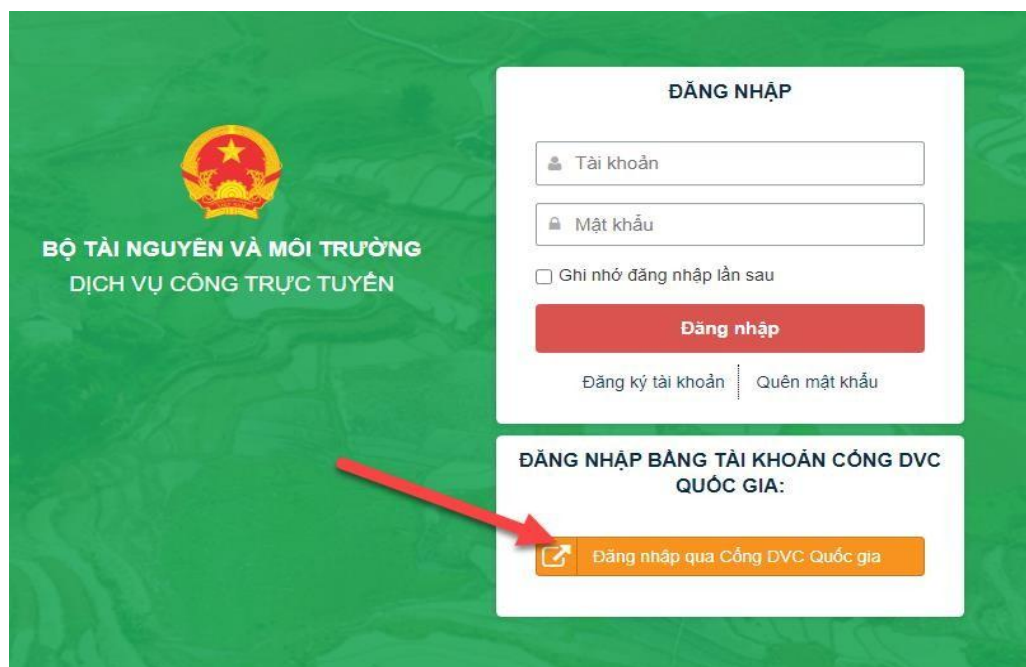 BỘ TÀI NGUYÊN VÀ MÔI TRƯỜNG
DỊCH VỤ CÔNG TRỰC TUYẾN
ĐĂNG NHẬP
Tài khoản
Mật khẩu
Ghi nhớ đăng nhập lần sau
Đăng nhập
Đăng ký tài khoản
Quên mật khẩu
ĐĂNG NHẬP BẰNG TÀI KHOẢN CỔNG DVC
QUỐC GIA:
Đăng nhập qua Cổng DVC Quốc gia